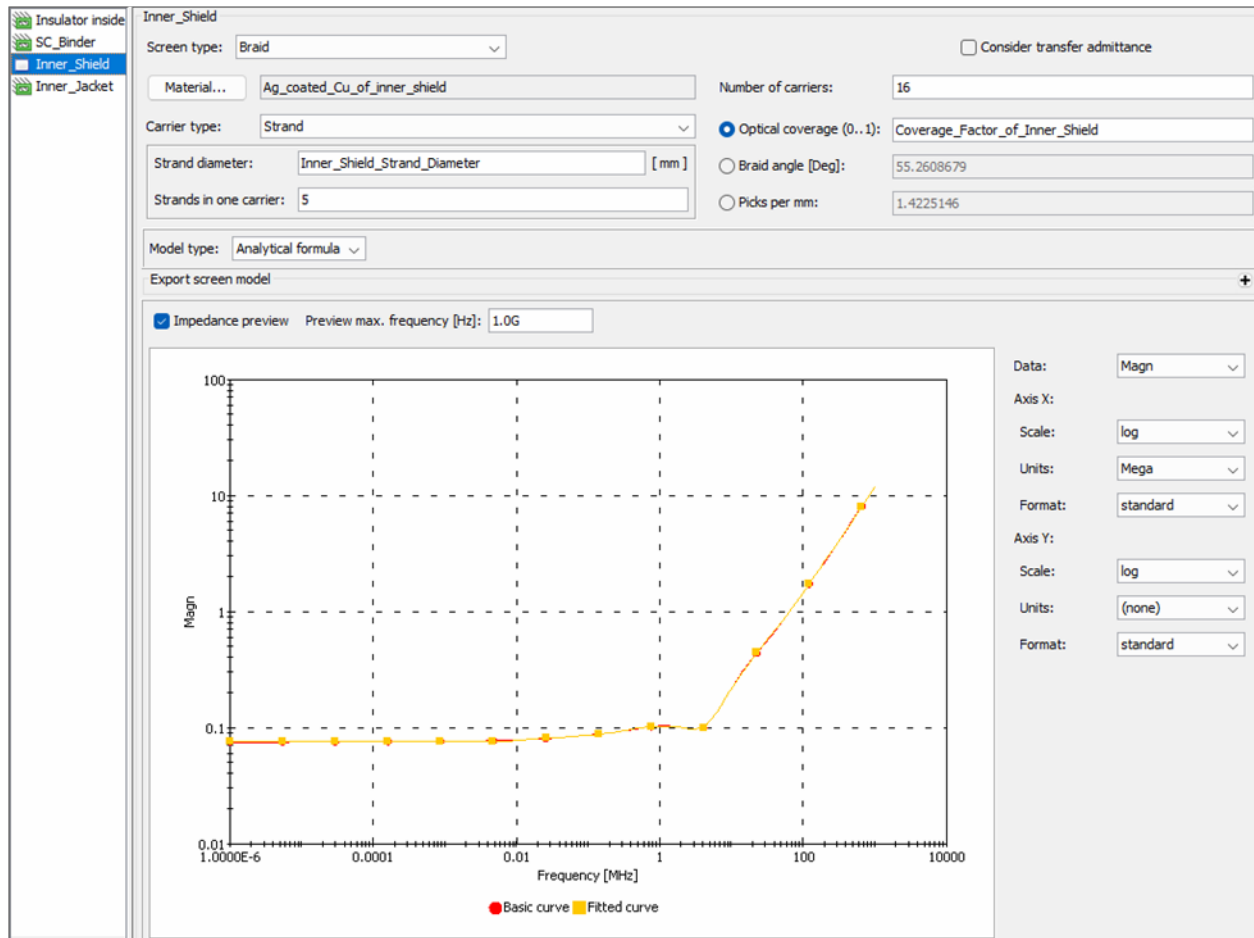 Insulator inside
SC_Binder
Inner_Shield
Inner_Jacket
Inner_Shield
Screen type: Braid
Consider transfer admittance
Material... Ag_coated_Cu_of_inner_shield
Number of carriers: 16
Carrier type: Strand
Optical coverage (0..1): Coverage_Factor_of_Inner_Shield
Strand diameter: Inner_Shield_Strand_Diameter [mm]
Braid angle [Deg]: 55.2608679
Strands in one carrier: 5
Picks per mm: 1.4225146
Model type: Analytical formula
Export screen model
Impedance preview Preview max. frequency [Hz]: 1.0G
Data: Magn
Axis X:
Scale: log
Units: Mega
Format: standard
Axis Y:
Scale: log
Units: (none)
Format: standard
100
10
1
0.1
0.01
Magn
1.0000E-6 0.0001 0.01 1 100 10000
Frequency [MHz]
Basic curve Fitted curve